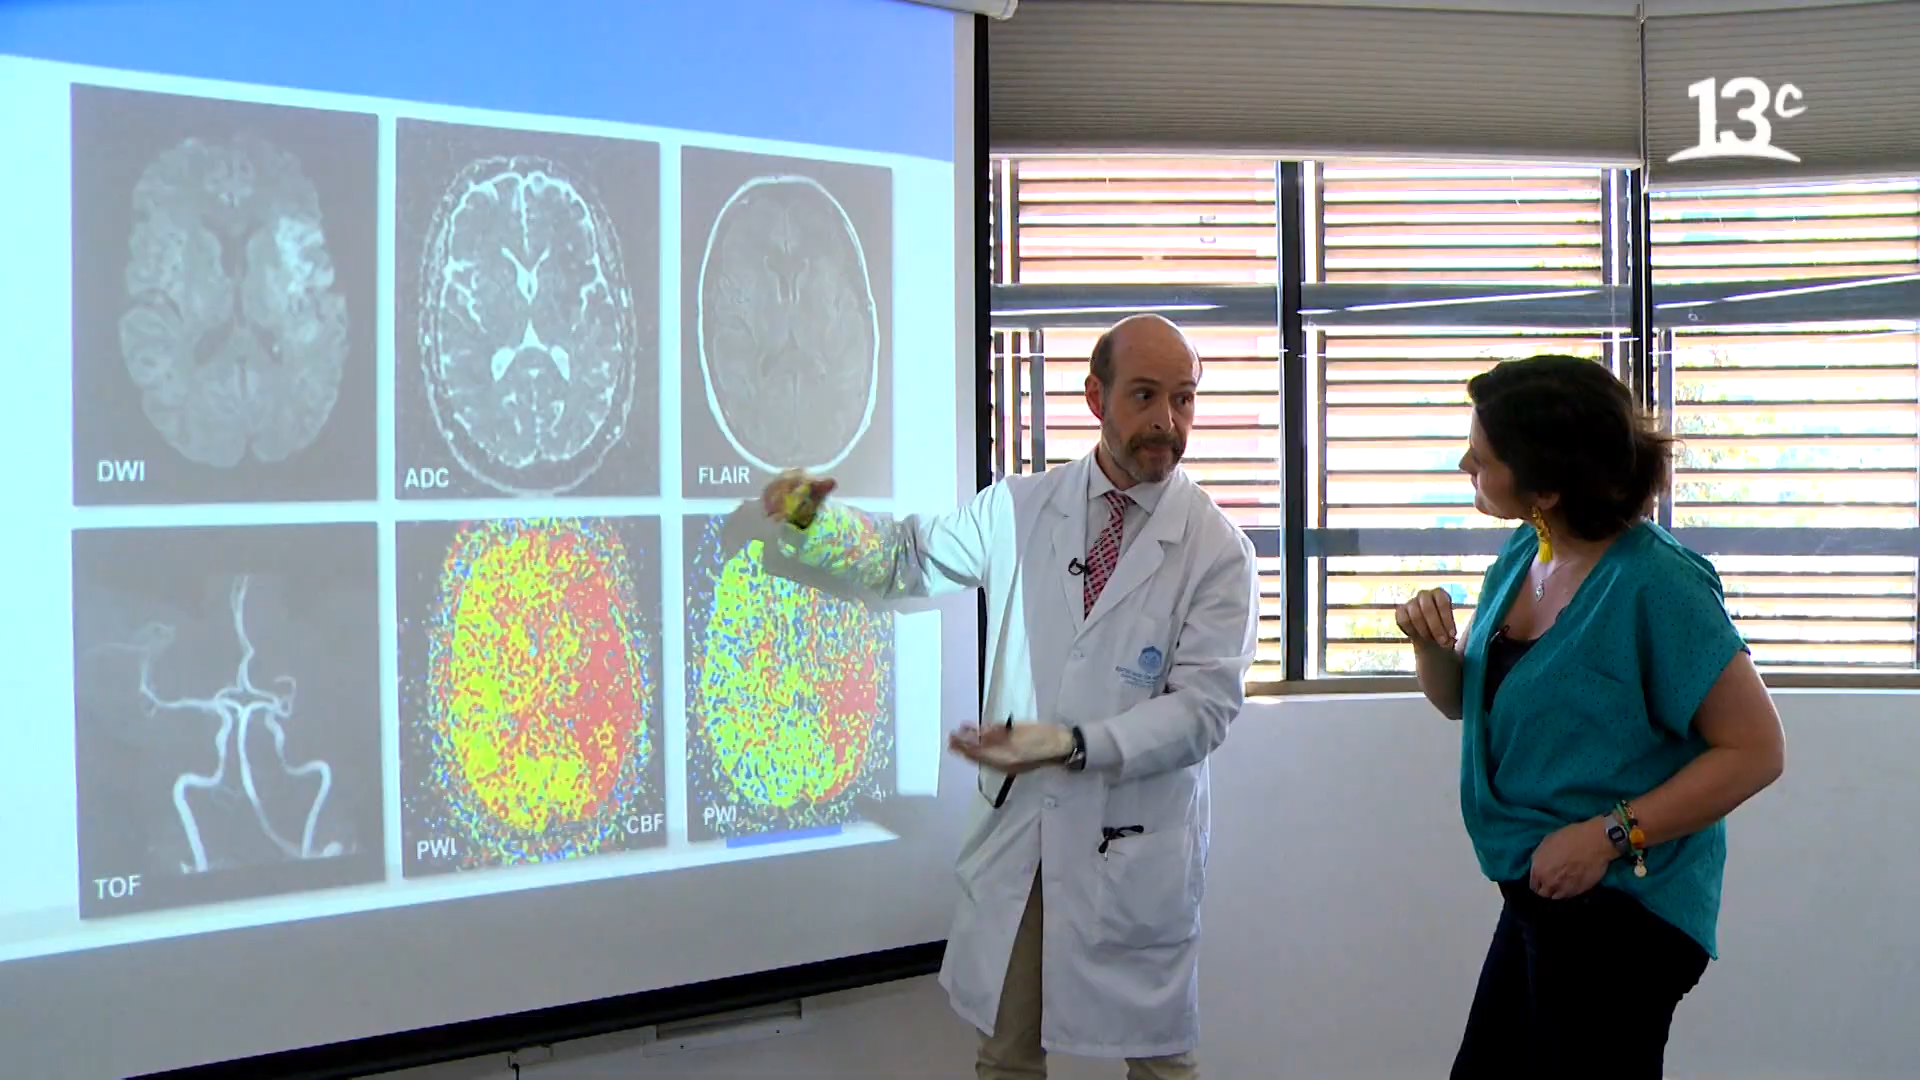 13c
DWI
ADC
FLAIR
TOF
PWI
CBF
PWI